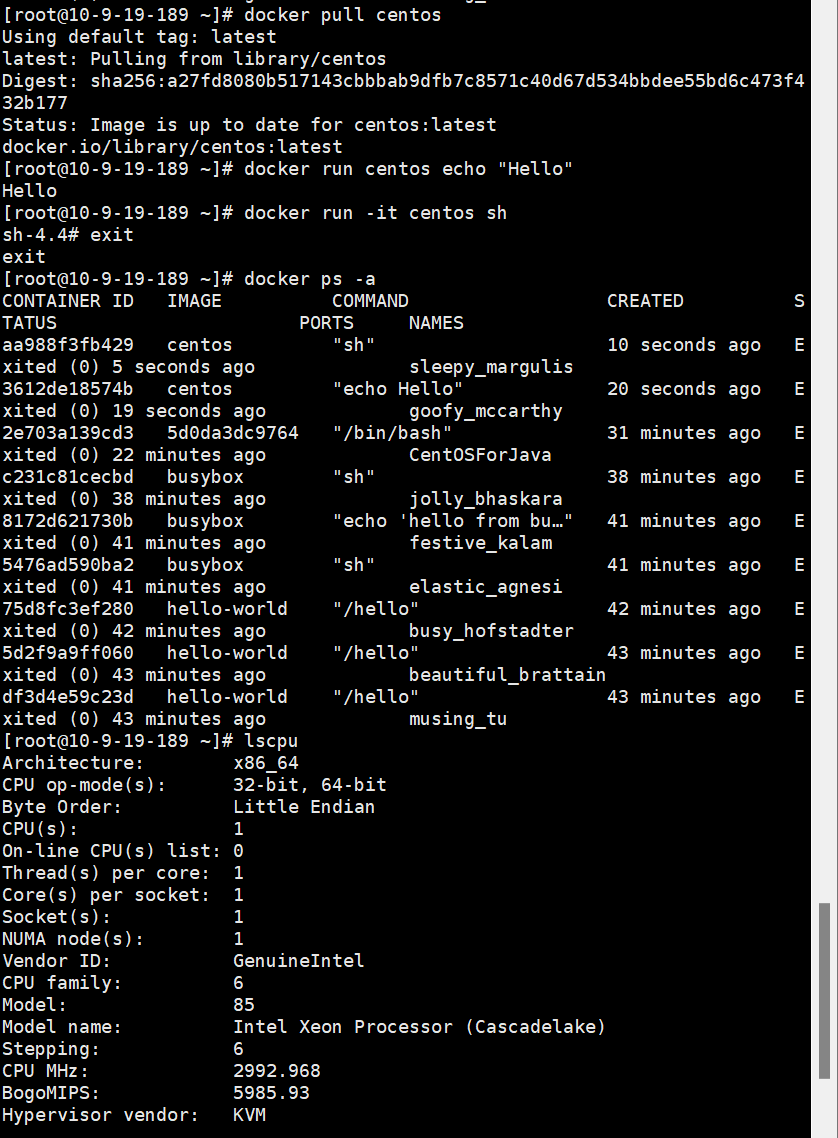 [root@10-9-19-189 ~]# docker pull centos
Using default tag: latest
latest: Pulling from library/centos
Digest: sha256:a27fd8080b517143cbbbab9dfb7c8571c40d67d534bbdee55bd6c473f4
32b177
Status: Image is up to date for centos:latest
docker.io/library/centos:latest
[root@10-9-19-189 ~]# docker run centos echo "Hello"
Hello
[root@10-9-19-189 ~]# docker run -it centos sh
sh-4.4# exit
exit
[root@10-9-19-189 ~]# docker ps -a
CONTAINER ID   IMAGE          COMMAND                  CREATED          S
TATUS                      PORTS     NAMES
aa988f3fb429   centos         "sh"                     10 seconds ago   E
xited (0) 5 seconds ago              sleepy_margulis
3612de18574b   centos         "echo Hello"             20 seconds ago   E
xited (0) 19 seconds ago             goofy_mccarthy
2e703a139cd3   5d0da3dc9764   "/bin/bash"              31 minutes ago   E
xited (0) 22 minutes ago             CentOSForJava
c231c81cecbd   busybox        "sh"                     38 minutes ago   E
xited (0) 38 minutes ago             jolly_bhaskara
8172d621730b   busybox        "echo 'hello from bu…"   41 minutes ago   E
xited (0) 41 minutes ago             festive_kalam
5476ad590ba2   busybox        "sh"                     41 minutes ago   E
xited (0) 41 minutes ago             elastic_agnesi
75d8fc3ef280   hello-world    "/hello"                 42 minutes ago   E
xited (0) 42 minutes ago             busy_hofstadter
5d2f9a9ff060   hello-world    "/hello"                 43 minutes ago   E
xited (0) 43 minutes ago             beautiful_brattain
df3d4e59c23d   hello-world    "/hello"                 43 minutes ago   E
xited (0) 43 minutes ago             musing_tu
[root@10-9-19-189 ~]# lscpu
Architecture:        x86_64
CPU op-mode(s):      32-bit, 64-bit
Byte Order:          Little Endian
CPU(s):              1
On-line CPU(s) list: 0
Thread(s) per core:  1
Core(s) per socket:  1
Socket(s):           1
NUMA node(s):        1
Vendor ID:           GenuineIntel
CPU family:          6
Model:               85
Model name:          Intel Xeon Processor (Cascadelake)
Stepping:            6
CPU MHz:             2992.968
BogoMIPS:            5985.93
Hypervisor vendor:   KVM